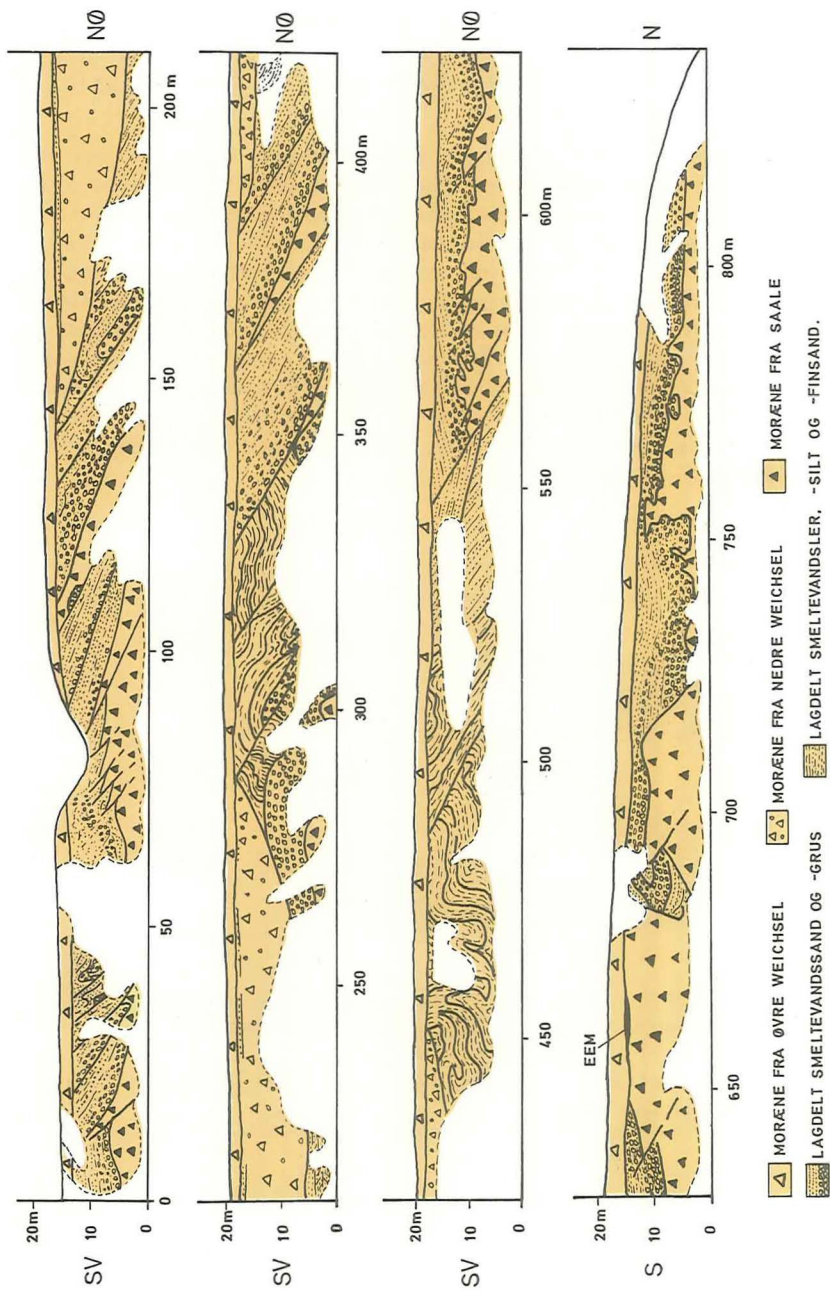 SV
NØ
20m
10
0
0
50
100
150
200 m
SV
NØ
20m
10
0
250
300
350
400 m
SV
NØ
20m
10
0
450
500
550
600 m
S
N
20m
10
0
EEM
650
700
750
800 m
MORÆNE FRA ØVRE WEICHSEL
MORÆNE FRA NEDRE WEICHSEL
MORÆNE FRA SAALE
LAGDELT SMELTEVANDSSAND OG -GRUS
LAGDELT SMELTEVANDSLER, -SILT OG -FINSAND.